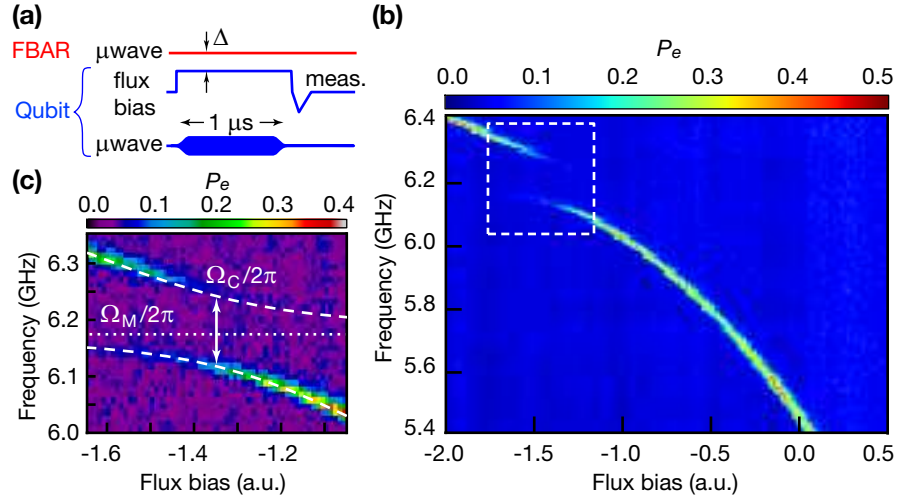 (a)
FBAR μwave Δ
flux meas.
Qubit bias
1 μs
μwave
(b)
P_e
0.0 0.1 0.2 0.3 0.4 0.5
6.4
6.2
6.0
5.8
5.6
5.4
Frequency (GHz)
-2.0 -1.5 -1.0 -0.5 0.0 0.5
Flux bias (a.u.)
(c)
P_e
0.0 0.1 0.2 0.3 0.4
6.3
6.2
6.1
6.0
Frequency (GHz)
Ω_C/2π
Ω_M/2π
-1.6 -1.4 -1.2
Flux bias (a.u.)